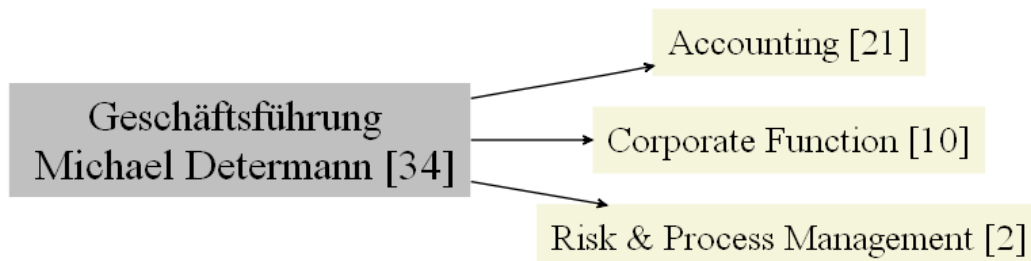 Geschäftsführung
Michael Determann [34]
Accounting [21]
Corporate Function [10]
Risk & Process Management [2]